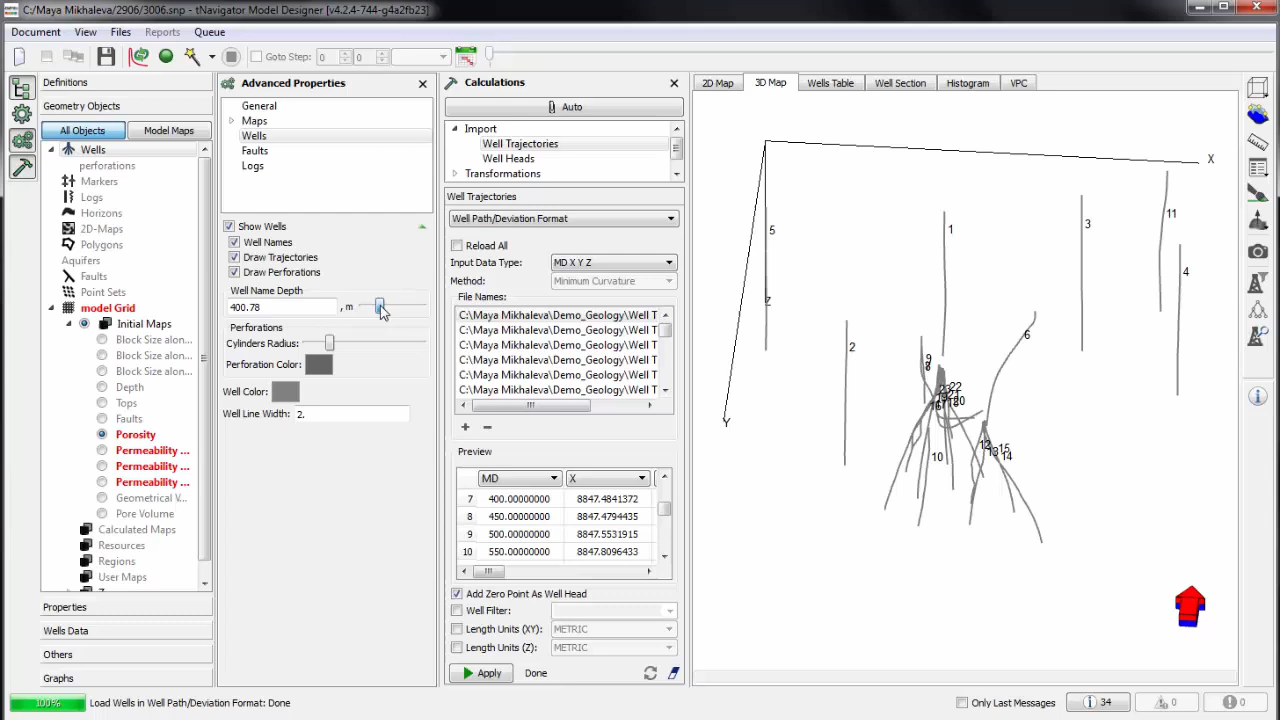 C:/Maya Mikhaleva/2906/3006.snp - tNavigator Model Designer [v4.2.4-744-g4a2fb23]
Document View Files Reports Queue
Goto Step: 0 0
Definitions
Geometry Objects
All Objects Model Maps
Wells
perforations
Markers
Logs
Horizons
2D-Maps
Polygons
Aquifers
Faults
Point Sets
model Grid
Initial Maps
Block Size alon...
Block Size alon...
Block Size alon...
Depth
Tops
Faults
Porosity
Permeability ...
Permeability ...
Permeability ...
Geometrical V...
Pore Volume
Calculated Maps
Resources
Regions
User Maps
Properties
Wells Data
Others
Graphs
Advanced Properties
General
Maps
Wells
Faults
Logs
Show Wells
Well Names
Draw Trajectories
Draw Perforations
Well Name Depth
400.78 , m
Perforations
Cylinders Radius:
Perforation Color:
Well Color:
Well Line Width: 2.
Calculations
Auto
Import
Well Trajectories
Well Heads
Transformations
Well Trajectories
Well Path/Deviation Format
Reload All
Input Data Type: MD X Y Z
Method: Minimum Curvature
File Names:
C:\Maya Mikhaleva\Demo_Geology\Well T
C:\Maya Mikhaleva\Demo_Geology\Well T
C:\Maya Mikhaleva\Demo_Geology\Well T
C:\Maya Mikhaleva\Demo_Geology\Well T
C:\Maya Mikhaleva\Demo_Geology\Well T
C:\Maya Mikhaleva\Demo_Geology\Well T
Preview
MD X
7 400.00000000 8847.4841372
8 450.00000000 8847.4794435
9 500.00000000 8847.5531915
10 550.00000000 8847.8096433
Add Zero Point As Well Head
Well Filter:
Length Units (XY): METRIC
Length Units (Z): METRIC
Apply Done
2D Map 3D Map Wells Table Well Section Histogram VPC
X
11
3
5
1
4
Z
6
2
9
8
22
20
16
Y
12
15
13
14
10
100% Load Wells in Well Path/Deviation Format: Done
Only Last Messages 34 0 0